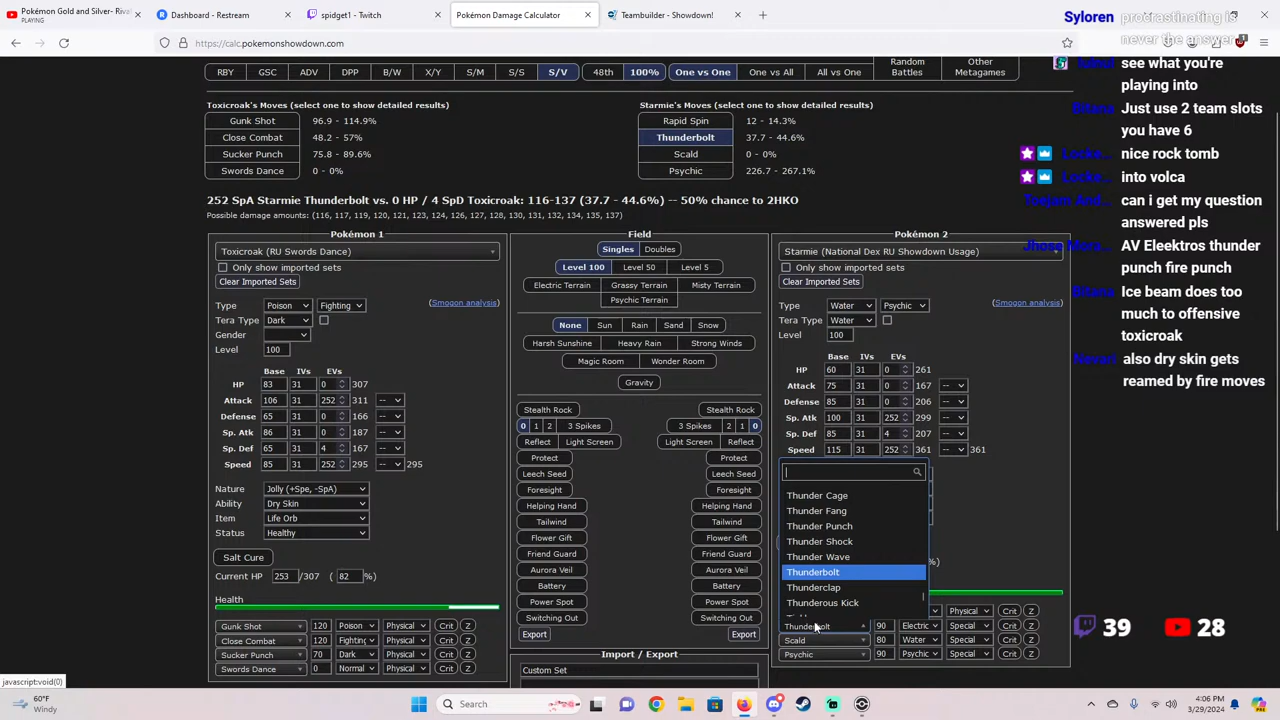 Pokémon Gold and Silver- Riva
PLAYING
Dashboard - Restream
spidget1 - Twitch
Pokémon Damage Calculator
Teambuilder - Showdown!
https://calc.pokemonshowdown.com
Syloren procrastinating is
never the answer
see what you're
playing into
Just use 2 team slots
you have 6
nice rock tomb
into volca
can i get my question
answered pls
AV Eleektros thunder
punch fire punch
Ice beam does too
much to offensive
toxicroak
also dry skin gets
reamed by fire moves
RBY GSC ADV DPP B/W X/Y S/M S/S S/V 48th 100% One vs One One vs All All vs One Random Battles Other Metagames
Toxicroak's Moves (select one to show detailed results)
Gunk Shot 96.9 - 114.9%
Close Combat 48.2 - 57%
Sucker Punch 75.8 - 89.6%
Swords Dance 0 - 0%
Starmie's Moves (select one to show detailed results)
Rapid Spin 12 - 14.3%
Thunderbolt 37.7 - 44.6%
Scald 0 - 0%
Psychic 226.7 - 267.1%
252 SpA Starmie Thunderbolt vs. 0 HP / 4 SpD Toxicroak: 116-137 (37.7 - 44.6%) -- 50% chance to 2HKO
Possible damage amounts: (116, 117, 119, 120, 121, 123, 124, 126, 127, 128, 130, 131, 132, 134, 135, 137)
Pokémon 1
Toxicroak (RU Swords Dance)
Only show imported sets
Clear Imported Sets
Type Poison Fighting (Smogon analysis)
Tera Type Dark
Gender
Level 100
Base IVs EVs
HP 83 31 0 307
Attack 106 31 252 311 --
Defense 65 31 0 166 --
Sp. Atk 86 31 0 187 --
Sp. Def 65 31 4 167 --
Speed 85 31 252 295 -- 295
Nature Jolly (+Spe, -SpA)
Ability Dry Skin
Item Life Orb
Status Healthy
Salt Cure
Current HP 253 /307 ( 82 %)
Health
Gunk Shot 120 Poison Physical Crit Z
Close Combat 120 Fighting Physical Crit Z
Sucker Punch 70 Dark Physical Crit Z
Swords Dance 0 Normal Physical Crit Z
Field
Singles Doubles
Level 100 Level 50 Level 5
Electric Terrain Grassy Terrain Misty Terrain
Psychic Terrain
None Sun Rain Sand Snow
Harsh Sunshine Heavy Rain Strong Winds
Magic Room Wonder Room
Gravity
Stealth Rock Stealth Rock
0 1 2 3 Spikes 3 Spikes 2 1 0
Reflect Light Screen Light Screen Reflect
Protect Protect
Leech Seed Leech Seed
Foresight Foresight
Helping Hand Helping Hand
Tailwind Tailwind
Flower Gift Flower Gift
Friend Guard Friend Guard
Aurora Veil Aurora Veil
Battery Battery
Power Spot Power Spot
Switching Out Switching Out
Export Export
Import / Export
Custom Set
Pokémon 2
Starmie (National Dex RU Showdown Usage)
Only show imported sets
Clear Imported Sets
Type Water Psychic (Smogon analysis)
Tera Type Water
Level 100
Base IVs EVs
HP 60 31 0 261
Attack 75 31 0 167 --
Defense 85 31 0 206 --
Sp. Atk 100 31 252 299 --
Sp. Def 85 31 4 207 --
Speed 115 31 252 361 -- 361
Thunder Cage
Thunder Fang
Thunder Punch
Thunder Shock
Thunder Wave
Thunderbolt
Thunderclap
Thunderous Kick
%)
Physical Crit Z
Thunderbolt 90 Electric Special Crit Z
Scald 80 Water Special Crit Z
Psychic 90 Psychic Special Crit Z
39 28
javascript:void(0)
60°F
Windy
Search
4:06 PM
3/29/2024